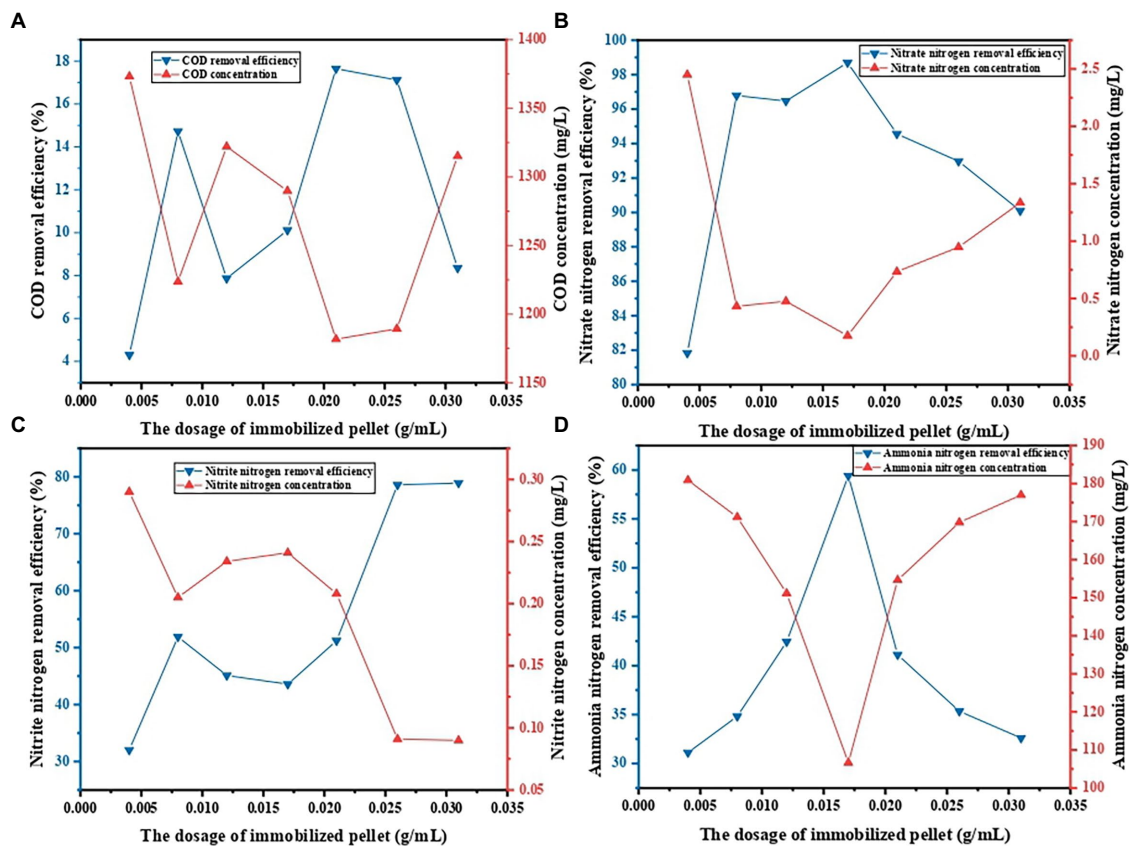 A
COD removal efficiency
COD concentration
COD removal efficiency (%)
18
16
14
12
10
8
6
4
1400
1350
1300
1250
1200
1150
COD concentration (mg/L)
0.000 0.005 0.010 0.015 0.020 0.025 0.030 0.035
The dosage of immobilized pellet (g/mL)
B
Nitrate nitrogen removal efficiency
Nitrate nitrogen concentration
Nitrate nitrogen removal efficiency (%)
100
98
96
94
92
90
88
86
84
82
80
2.5
2.0
1.5
1.0
0.5
0.0
Nitrate nitrogen concentration (mg/L)
0.000 0.005 0.010 0.015 0.020 0.025 0.030 0.035
The dosage of immobilized pellet (g/mL)
C
Nitrite nitrogen removal efficiency
Nitrite nitrogen concentration
Nitrite nitrogen removal efficiency (%)
80
70
60
50
40
30
0.30
0.25
0.20
0.15
0.10
0.05
Nitrite nitrogen concentration (mg/L)
0.000 0.005 0.010 0.015 0.020 0.025 0.030 0.035
The dosage of immobilized pellet (g/mL)
D
Ammonia nitrogen removal efficiency
Ammonia nitrogen concentration
Ammonia nitrogen removal efficiency (%)
60
55
50
45
40
35
30
190
180
170
160
150
140
130
120
110
100
Ammonia nitrogen concentration (mg/L)
0.000 0.005 0.010 0.015 0.020 0.025 0.030 0.035
The dosage of immobilized pellet (g/mL)